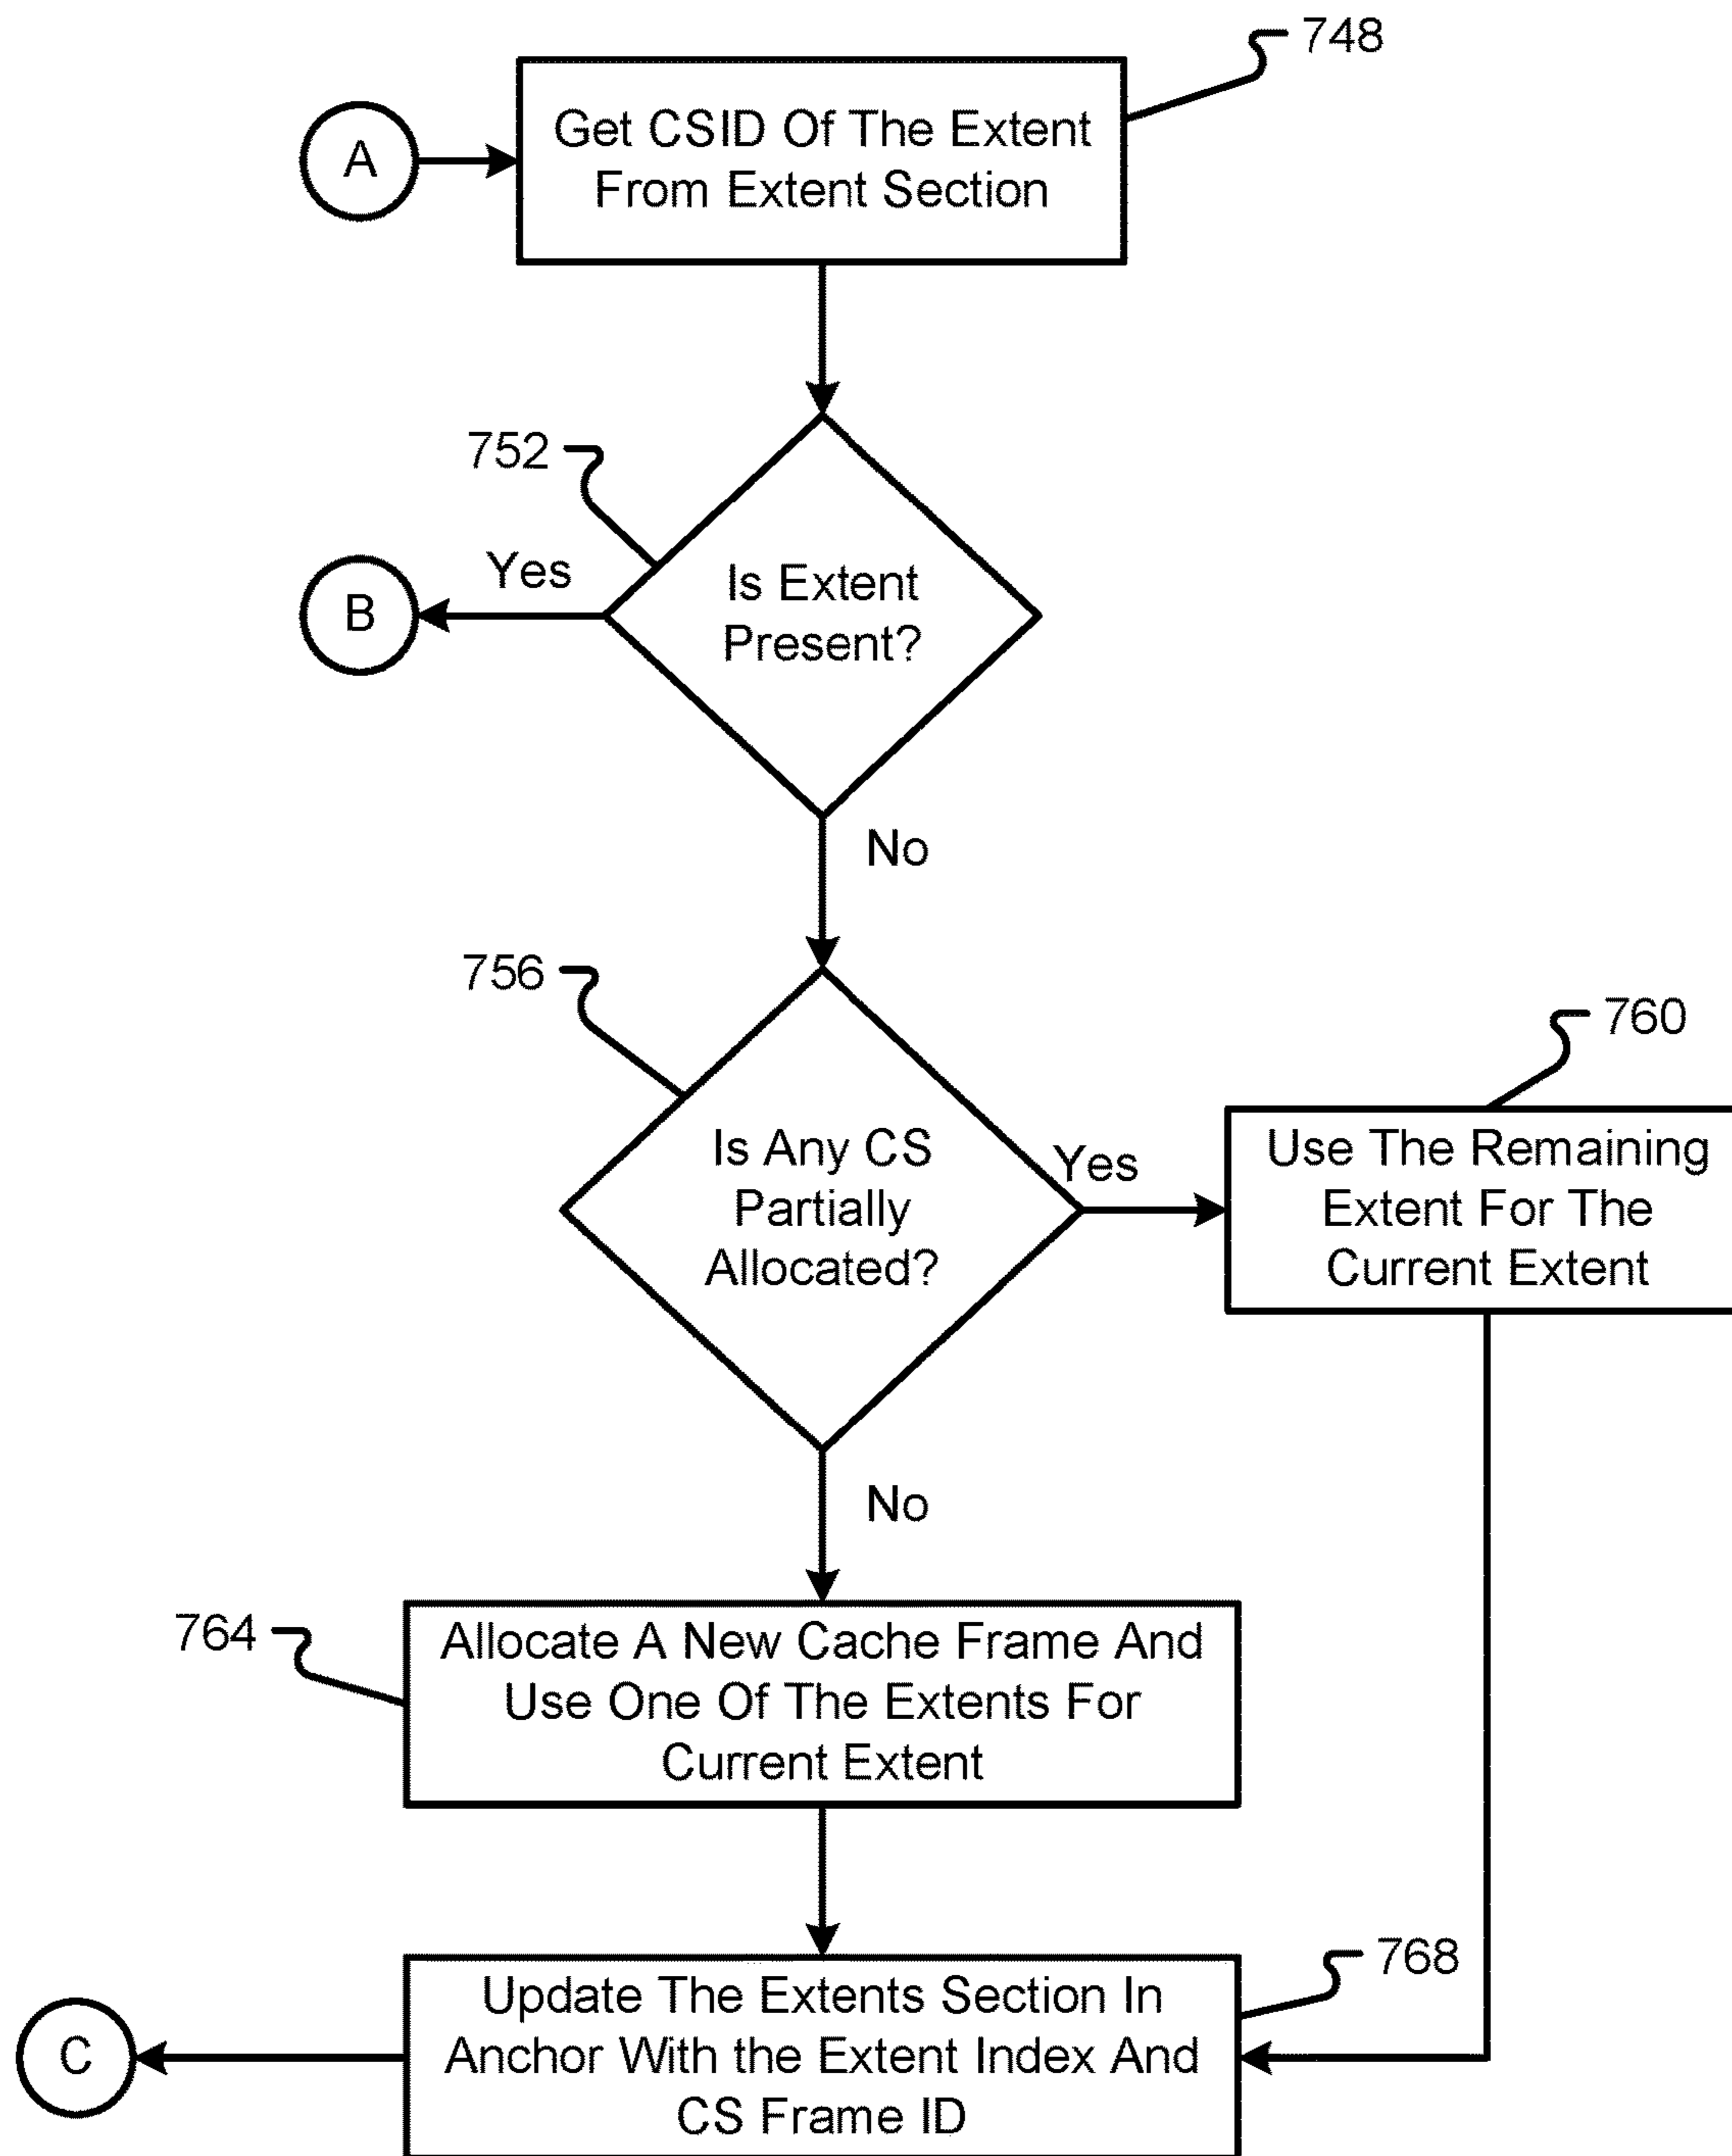 748
A
Get CSID Of The Extent
From Extent Section
752
Yes
B
Is Extent
Present?
No
756
760
Is Any CS
Partially
Allocated?
Yes
Use The Remaining
Extent For The
Current Extent
No
764
Allocate A New Cache Frame And
Use One Of The Extents For
Current Extent
768
Update The Extents Section In
Anchor With the Extent Index And
CS Frame ID
C